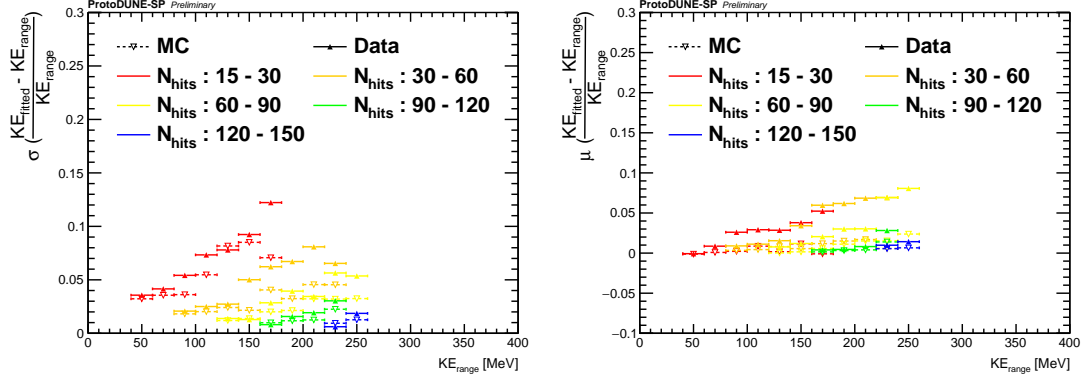 ProtoDUNE-SP Preliminary
σ ( (KE_fitted - KE_range) / KE_range )
0.3
0.25
0.2
0.15
0.1
0.05
0
MC
Data
N_hits : 15 - 30
N_hits : 30 - 60
N_hits : 60 - 90
N_hits : 90 - 120
N_hits : 120 - 150
0 50 100 150 200 250 300 350 400
KE_range [MeV]
ProtoDUNE-SP Preliminary
μ ( (KE_fitted - KE_range) / KE_range )
0.3
0.25
0.2
0.15
0.1
0.05
0
−0.05
−0.1
MC
Data
N_hits : 15 - 30
N_hits : 30 - 60
N_hits : 60 - 90
N_hits : 90 - 120
N_hits : 120 - 150
0 50 100 150 200 250 300 350 400
KE_range [MeV]